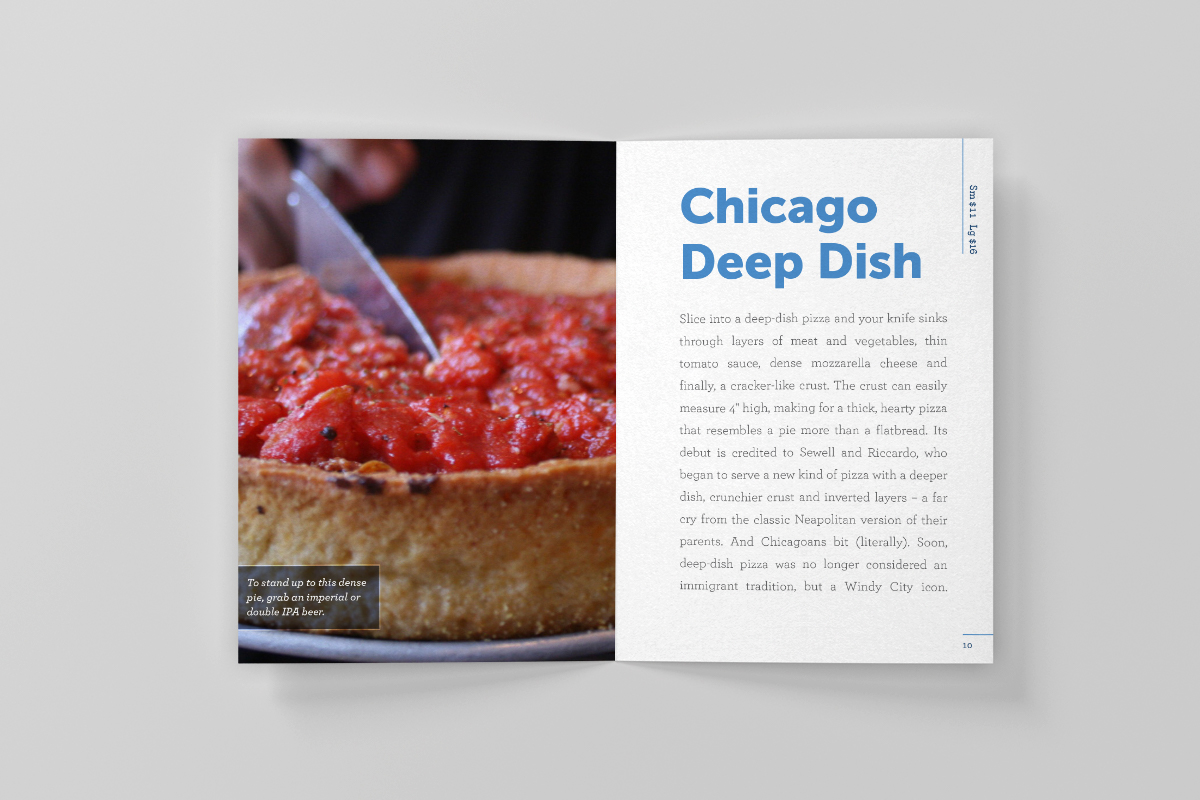 To stand up to this dense
pie, grab an imperial or
double IPA beer.
Chicago
Deep Dish
Sm $11 Lg $16
Slice into a deep-dish pizza and your knife sinks
through layers of meat and vegetables, thin
tomato sauce, dense mozzarella cheese and
finally, a cracker-like crust. The crust can easily
measure 4" high, making for a thick, hearty pizza
that resembles a pie more than a flatbread. Its
debut is credited to Sewell and Riccardo, who
began to serve a new kind of pizza with a deeper
dish, crunchier crust and inverted layers – a far
cry from the classic Neapolitan version of their
parents. And Chicagoans bit (literally). Soon,
deep-dish pizza was no longer considered an
immigrant tradition, but a Windy City icon.
10